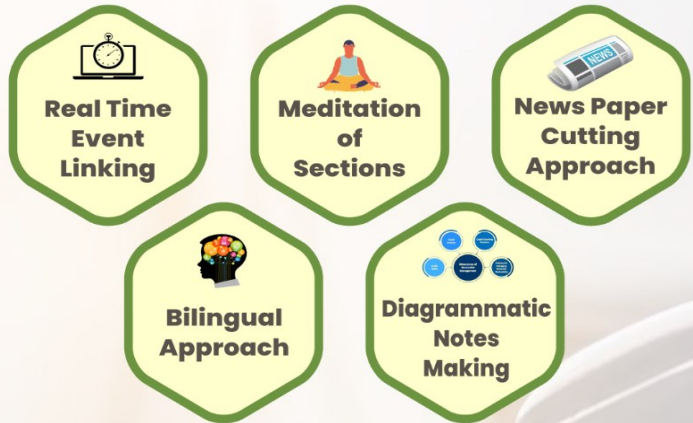 Real Time
Event
Linking
Meditation
of
Sections
NEWS
News Paper
Cutting
Approach
Bilingual
Approach
Diagrammatic
Notes
Making